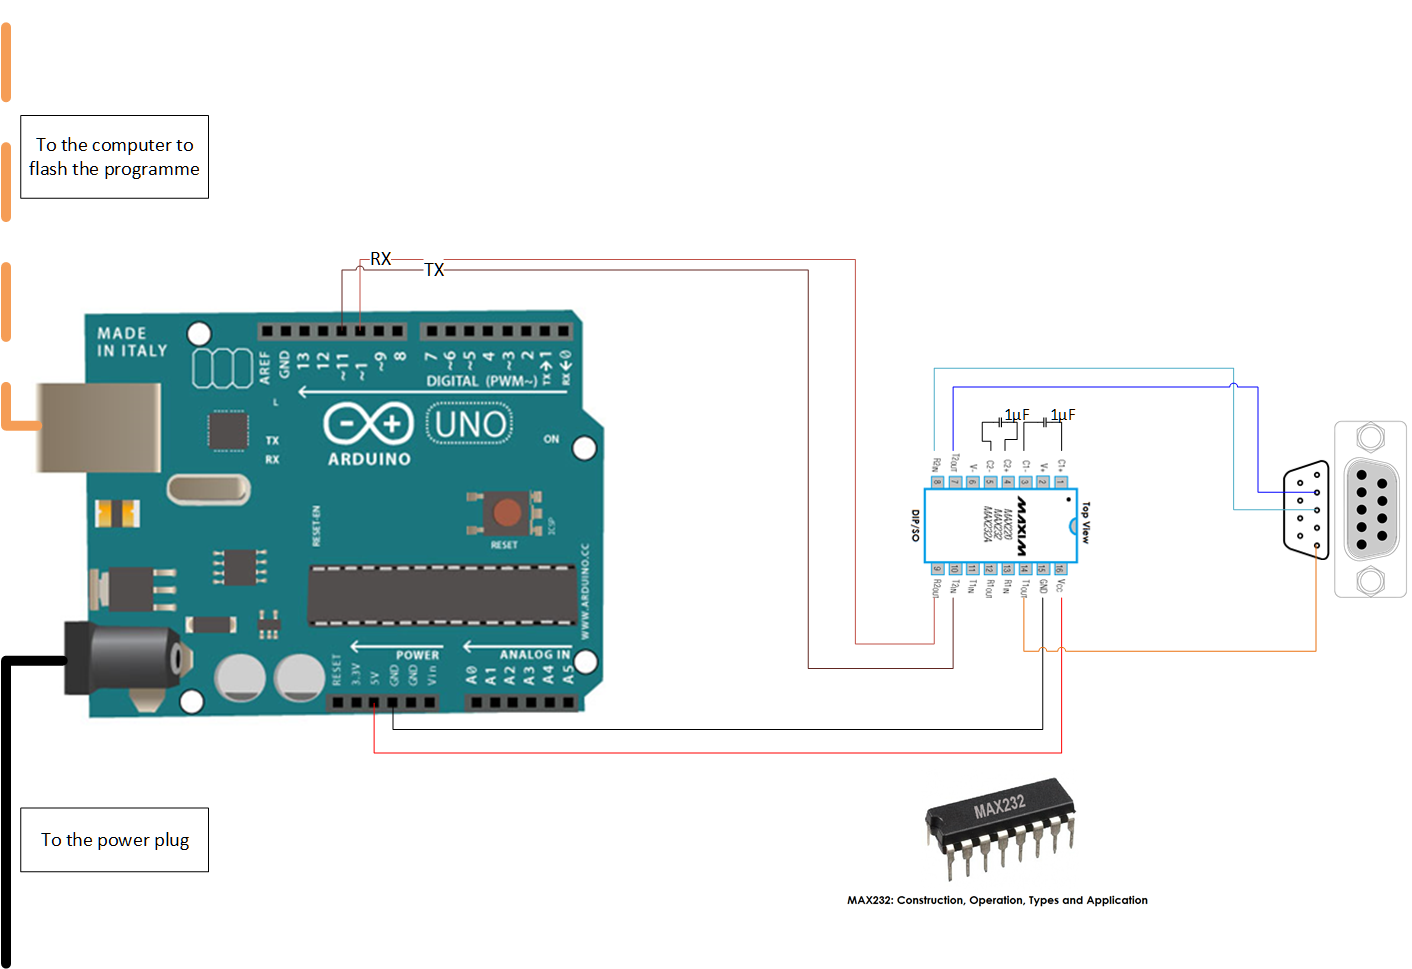 To the computer to
flash the programme
RX
TX
MADE
IN ITALY
AREF
GND
13
12
~11
~1
~9
8
7
~6
~5
4
~3
2
TX→1
RX←0
DIGITAL (PWM~)
L
TX
RX
ARDUINO
UNO
ON
RESET-EN
ICSP
RESET
WWW.ARDUINO.CC
POWER
ANALOG IN
RESET
3.3V
5V
GND
GND
Vin
A0
A1
A2
A3
A4
A5
To the power plug
1µF
1µF
R2IN
T2OUT
V-
C2-
C2+
C1-
V+
C1+
8
7
6
5
4
3
2
1
Top View
MAXIM
MAX220
MAX232
MAX232A
DIP/SO
9
10
11
12
13
14
15
16
R2OUT
T2IN
T1IN
R1OUT
R1IN
T1OUT
GND
VCC
MAX232
MAX232: Construction, Operation, Types and Application